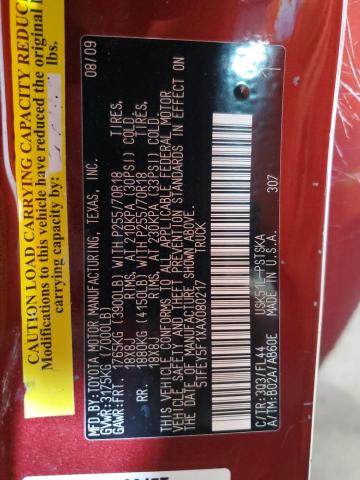 CAUTION LOAD CARRYING CAPACITY REDUC
Modifications to this vehicle have reduced the original l
carrying capacity by: lbs.
08/09
MFD. BY: TOYOTA MOTOR MANUFACTURING, TEXAS, INC.
GVWR: 3175KG (7000LB)
GAWR: FRT. 1765KG (3900LB) WITH P255/70R18 TIRES,
18X8J RIMS, AT 210KPA (30PSI) COLD.
RR. 1880KG (4150LB) WITH P255/70R18 TIRES,
18X8J RIMS, AT 230KPA (33PSI) COLD.
THIS VEHICLE CONFORMS TO ALL APPLICABLE FEDERAL MOTOR
VEHICLE SAFETY AND THEFT PREVENTION STANDARDS IN EFFECT ON
THE DATE OF MANUFACTURE SHOWN ABOVE.
5TFEY5F1XAX080217 TRUCK
307
C/TR:3Q3/FL44 USK51L-PSTSKA
A/TM:B02A/AB60E MADE IN U.S.A.